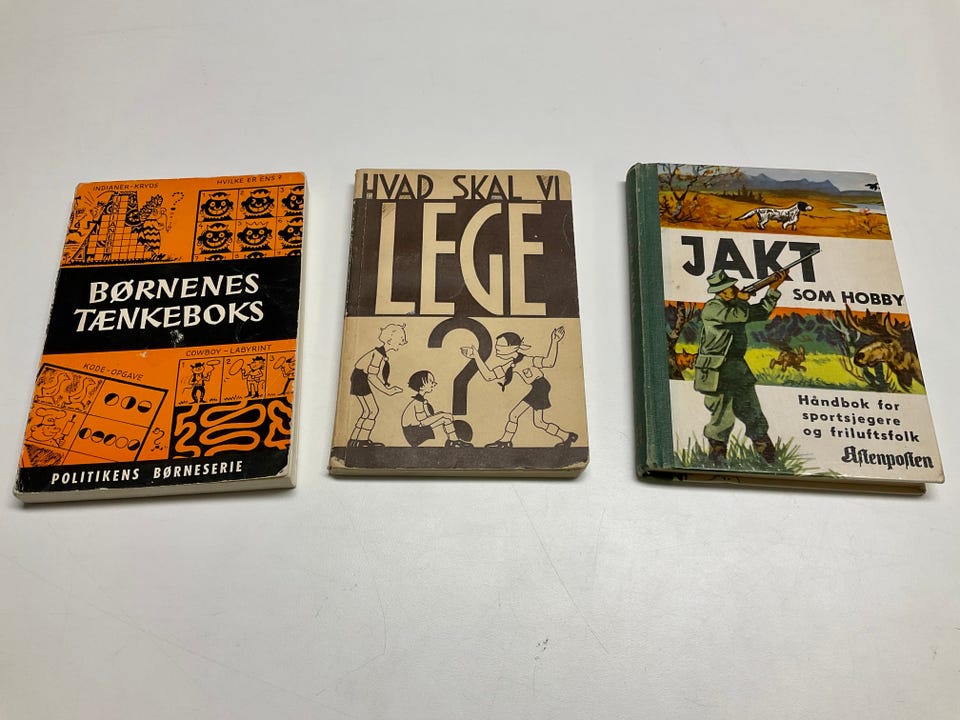 INDIANER-KRYDS
HVILKE ER ENS?
BØRNENES
TÆNKEBOKS
KODE-OPGAVE
COWBOY-LABYRINT
POLITIKENS BØRNESERIE
HVAD SKAL VI
LEGE
?
JAKT
SOM HOBBY
Håndbok for
sportsjegere
og friluftsfolk
Aftenposten